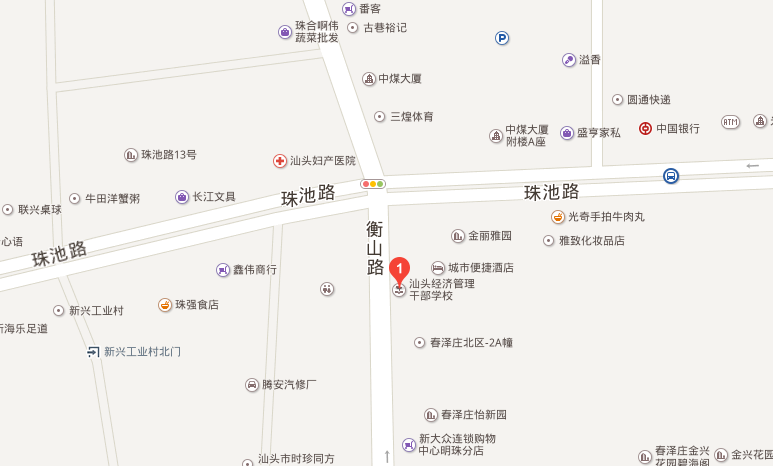 番客
珠合啊伟
蔬菜批发
古巷裕记
P
溢香
中煤大厦
圆通快递
三煌体育
中煤大厦
附楼A座
盛亨家私
中国银行
ATM
珠池路13号
汕头妇产医院
牛田洋蟹粥
长江文具
珠池路
珠池路
联兴桌球
光奇手拍牛肉丸
衡山路
金丽雅园
雅致化妆品店
心语
珠池路
鑫伟商行
1
城市便捷酒店
汕头经济管理
干部学校
新兴工业村
珠强食店
海乐足道
春泽庄北区-2A幢
新兴工业村北门
腾安汽修厂
春泽庄怡新园
新大众连锁购物
中心明珠分店
汕头市时珍同方
春泽庄金兴
花园碧海阁
金兴花园